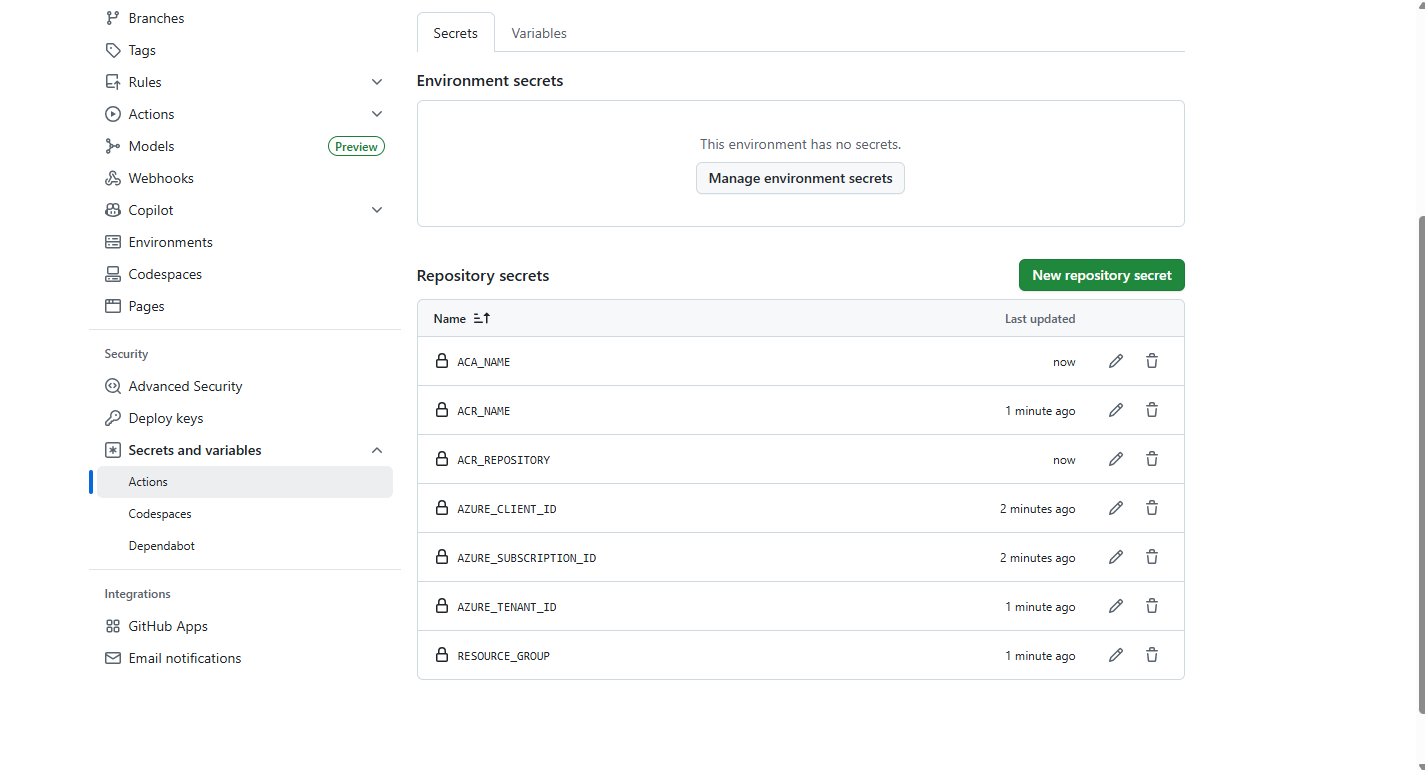 Branches
Tags
Rules
Actions
Models Preview
Webhooks
Copilot
Environments
Codespaces
Pages
Security
Advanced Security
Deploy keys
Secrets and variables
Actions
Codespaces
Dependabot
Integrations
GitHub Apps
Email notifications
Secrets Variables
Environment secrets
This environment has no secrets.
Manage environment secrets
Repository secrets New repository secret
Name Last updated
ACA_NAME now
ACR_NAME 1 minute ago
ACR_REPOSITORY now
AZURE_CLIENT_ID 2 minutes ago
AZURE_SUBSCRIPTION_ID 2 minutes ago
AZURE_TENANT_ID 1 minute ago
RESOURCE_GROUP 1 minute ago